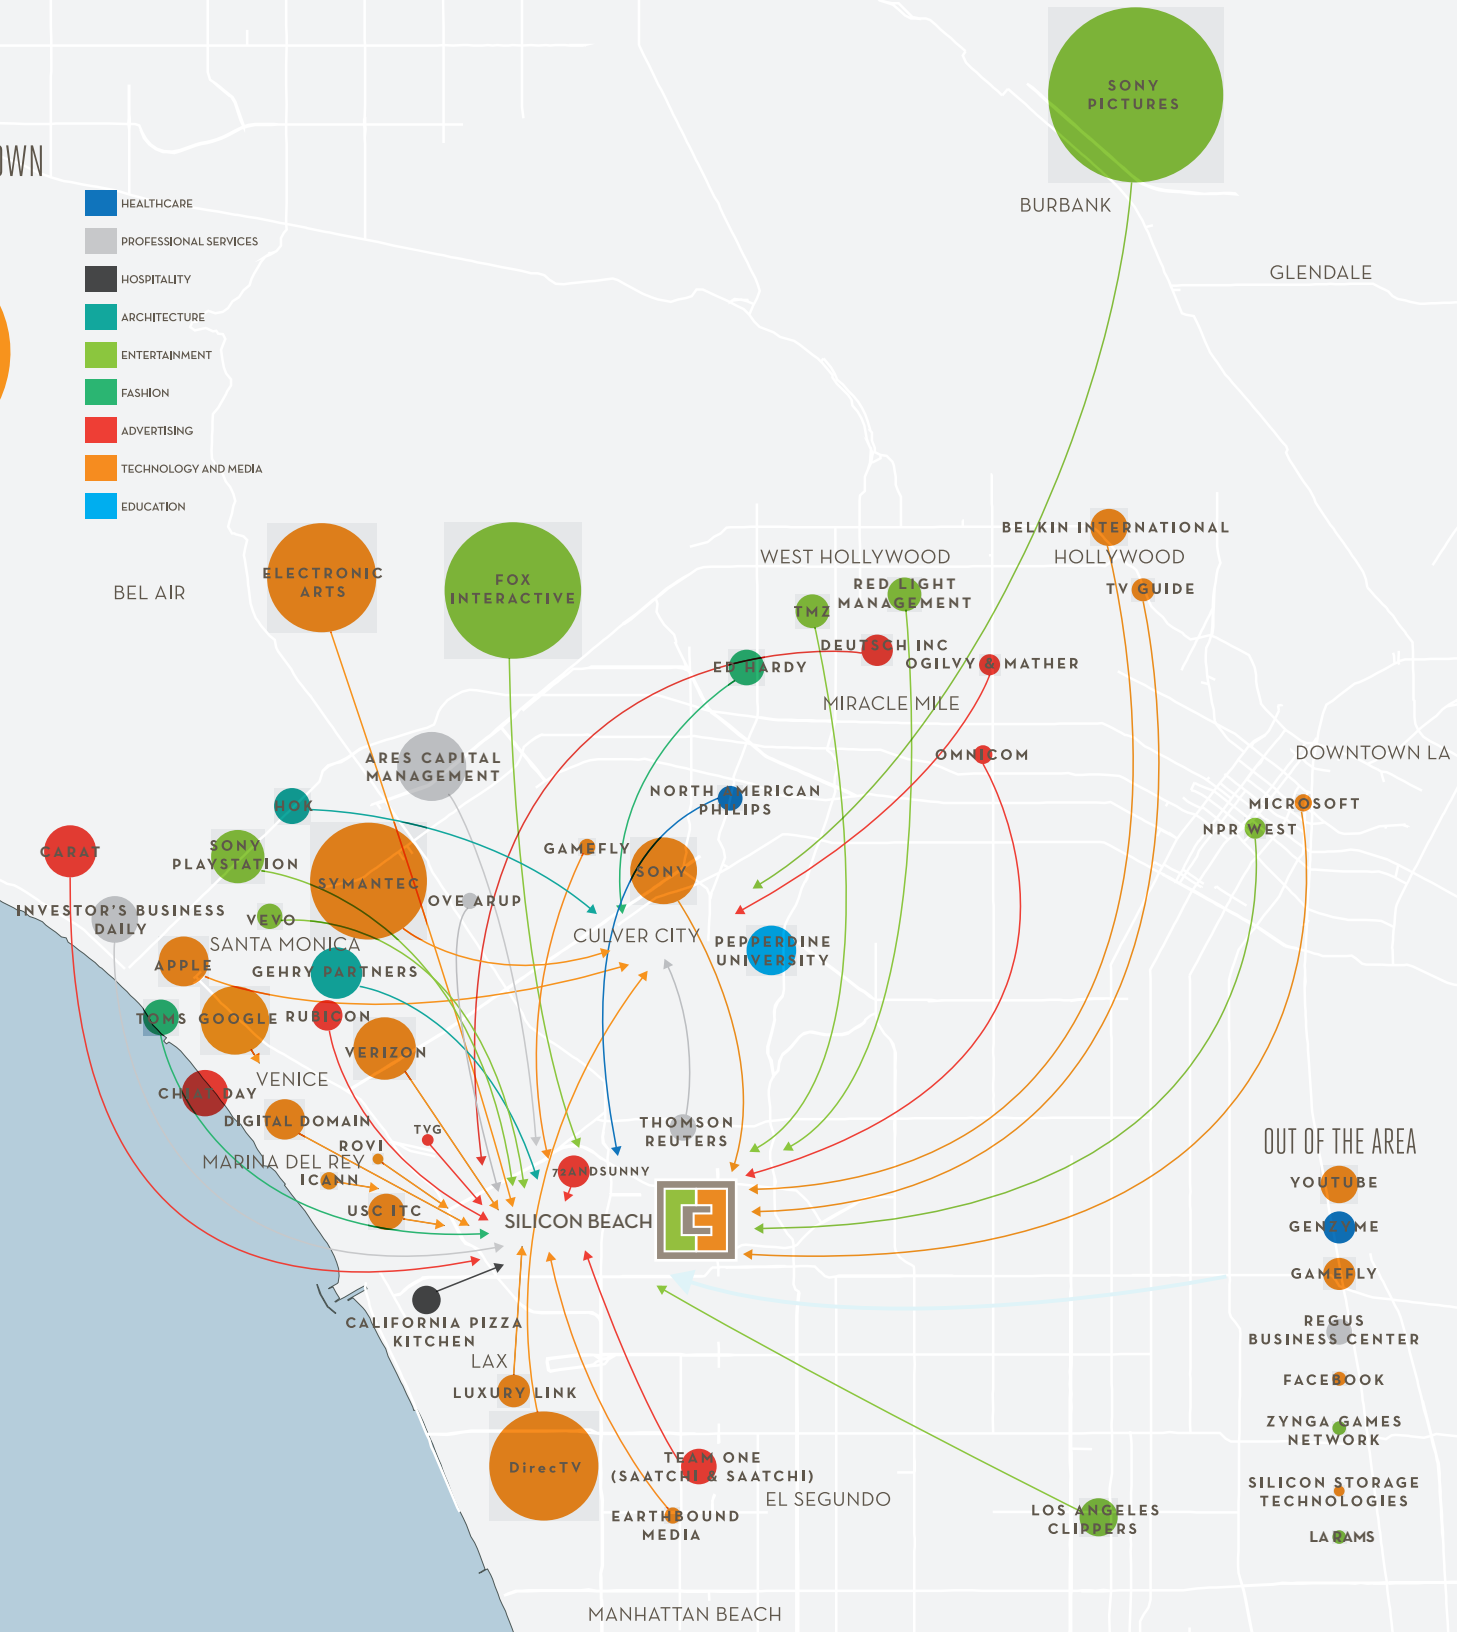 OWN
HEALTHCARE
PROFESSIONAL SERVICES
HOSPITALITY
ARCHITECTURE
ENTERTAINMENT
FASHION
ADVERTISING
TECHNOLOGY AND MEDIA
EDUCATION
SONY
PICTURES
BURBANK
GLENDALE
BEL AIR
ELECTRONIC
ARTS
FOX
INTERACTIVE
WEST HOLLYWOOD
BELKIN INTERNATIONAL
HOLLYWOOD
TV GUIDE
RED LIGHT
MANAGEMENT
TMZ
DEUTSCH INC
ED HARDY
OGILVY & MATHER
MIRACLE MILE
OMNICOM
DOWNTOWN LA
MICROSOFT
NPR WEST
ARES CAPITAL
MANAGEMENT
NORTH AMERICAN
PHILIPS
HOK
CARAT
SONY
PLAYSTATION
SYMANTEC
GAMEFLY
SONY
OVE ARUP
INVESTOR'S BUSINESS
DAILY
VEVO
SANTA MONICA
CULVER CITY
PEPPERDINE
UNIVERSITY
APPLE
GEHRY PARTNERS
TOMS
GOOGLE
RUBICON
VERIZON
VENICE
CHIAT DAY
DIGITAL DOMAIN
TVG
ROVI
MARINA DEL REY
ICANN
USC ITC
THOMSON
REUTERS
72ANDSUNNY
SILICON BEACH
CALIFORNIA PIZZA
KITCHEN
LAX
LUXURY LINK
DirecTV
TEAM ONE
(SAATCHI & SAATCHI)
EL SEGUNDO
EARTHBOUND
MEDIA
LOS ANGELES
CLIPPERS
MANHATTAN BEACH
OUT OF THE AREA
YOUTUBE
GENZYME
GAMEFLY
REGUS
BUSINESS CENTER
FACEBOOK
ZYNGA GAMES
NETWORK
SILICON STORAGE
TECHNOLOGIES
LA RAMS